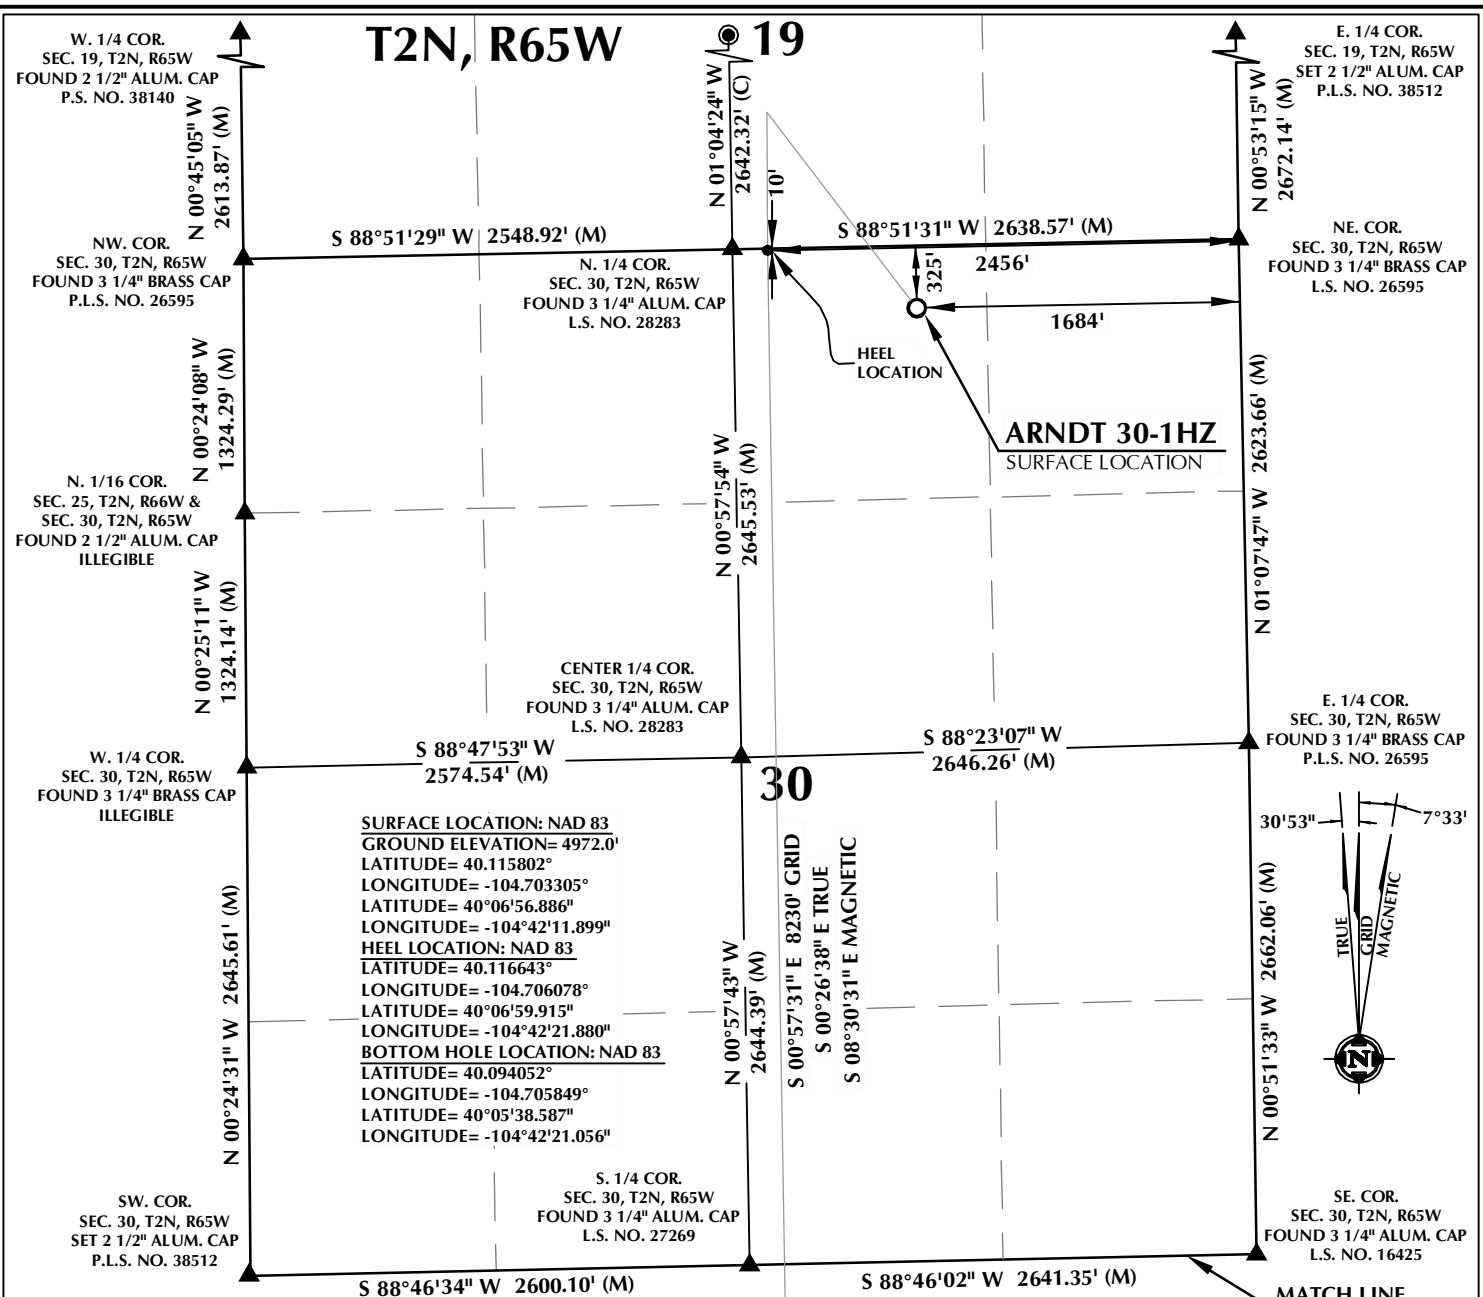 T2N, R65W
19
W. 1/4 COR.
SEC. 19, T2N, R65W
FOUND 2 1/2" ALUM. CAP
P.S. NO. 38140
E. 1/4 COR.
SEC. 19, T2N, R65W
SET 2 1/2" ALUM. CAP
P.L.S. NO. 38512
N 00°45'05" W
2613.87' (M)
N 01°04'24" W
2642.32' (C)
10'
N 00°53'15" W
2672.14' (M)
NW. COR.
SEC. 30, T2N, R65W
FOUND 3 1/4" BRASS CAP
P.L.S. NO. 26595
S 88°51'29" W 2548.92' (M)
N. 1/4 COR.
SEC. 30, T2N, R65W
FOUND 3 1/4" ALUM. CAP
L.S. NO. 28283
S 88°51'31" W 2638.57' (M)
2456'
325'
1684'
NE. COR.
SEC. 30, T2N, R65W
FOUND 3 1/4" BRASS CAP
L.S. NO. 26595
HEEL
LOCATION
ARNDT 30-1HZ
SURFACE LOCATION
N 00°24'08" W
1324.29' (M)
N 00°57'54" W
2645.53' (M)
N 01°07'47" W 2623.66' (M)
N. 1/16 COR.
SEC. 25, T2N, R66W &
SEC. 30, T2N, R65W
FOUND 2 1/2" ALUM. CAP
ILLEGIBLE
N 00°25'11" W
1324.14' (M)
CENTER 1/4 COR.
SEC. 30, T2N, R65W
FOUND 3 1/4" ALUM. CAP
L.S. NO. 28283
W. 1/4 COR.
SEC. 30, T2N, R65W
FOUND 3 1/4" BRASS CAP
ILLEGIBLE
S 88°47'53" W
2574.54' (M)
S 88°23'07" W
2646.26' (M)
E. 1/4 COR.
SEC. 30, T2N, R65W
FOUND 3 1/4" BRASS CAP
P.L.S. NO. 26595
30
SURFACE LOCATION: NAD 83
GROUND ELEVATION= 4972.0'
LATITUDE= 40.115802°
LONGITUDE= -104.703305°
LATITUDE= 40°06'56.886"
LONGITUDE= -104°42'11.899"
HEEL LOCATION: NAD 83
LATITUDE= 40.116643°
LONGITUDE= -104.706078°
LATITUDE= 40°06'59.915"
LONGITUDE= -104°42'21.880"
BOTTOM HOLE LOCATION: NAD 83
LATITUDE= 40.094052°
LONGITUDE= -104.705849°
LATITUDE= 40°05'38.587"
LONGITUDE= -104°42'21.056"
N 00°24'31" W 2645.61' (M)
N 00°57'43" W
2644.39' (M)
S 00°57'31" E 8230' GRID
S 00°26'38" E TRUE
S 08°30'31" E MAGNETIC
N 00°51'33" W 2662.06' (M)
30'53"
7°33'
TRUE
GRID
MAGNETIC
N
SW. COR.
SEC. 30, T2N, R65W
SET 2 1/2" ALUM. CAP
P.L.S. NO. 38512
S. 1/4 COR.
SEC. 30, T2N, R65W
FOUND 3 1/4" ALUM. CAP
L.S. NO. 27269
SE. COR.
SEC. 30, T2N, R65W
FOUND 3 1/4" ALUM. CAP
L.S. NO. 16425
S 88°46'34" W 2600.10' (M)
S 88°46'02" W 2641.35' (M)
MATCH LINE